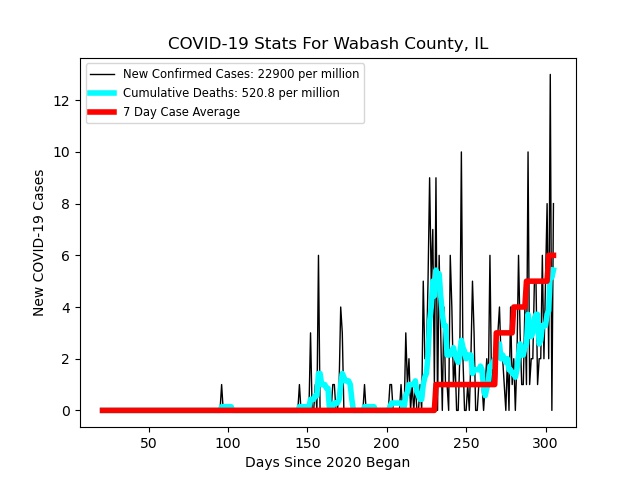 COVID-19 Stats For Wabash County, IL
New Confirmed Cases: 22900 per million
Cumulative Deaths: 520.8 per million
7 Day Case Average
New COVID-19 Cases
12
10
8
6
4
2
0
50 100 150 200 250 300
Days Since 2020 Began